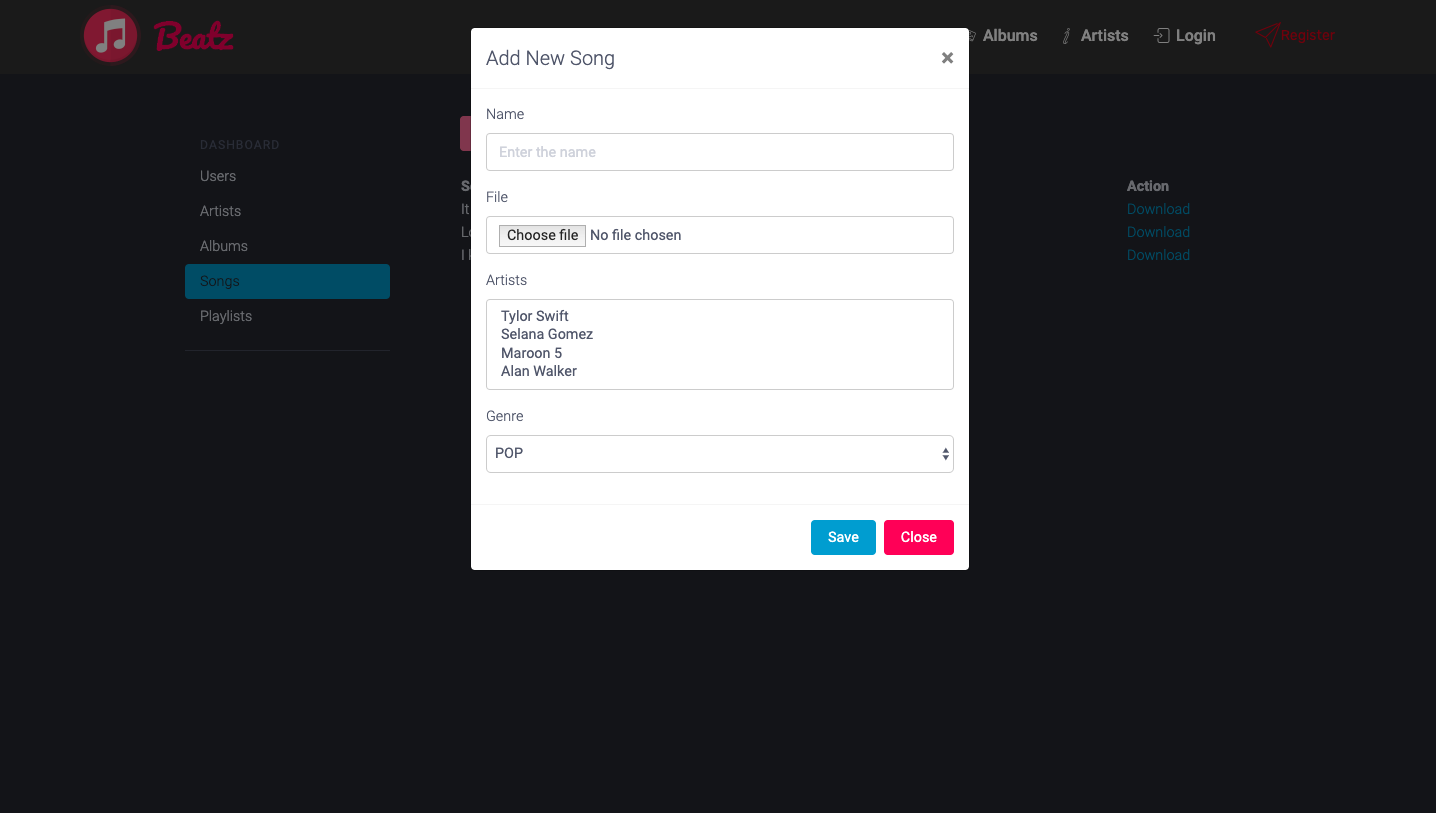 Beatz
Albums
Artists
Login
Register
Add New Song
×
Name
Enter the name
File
Choose file No file chosen
Artists
Tylor Swift
Selana Gomez
Maroon 5
Alan Walker
Genre
POP
Save
Close
DASHBOARD
Users
Artists
Albums
Songs
Playlists
It
Action
Download
Download
Download